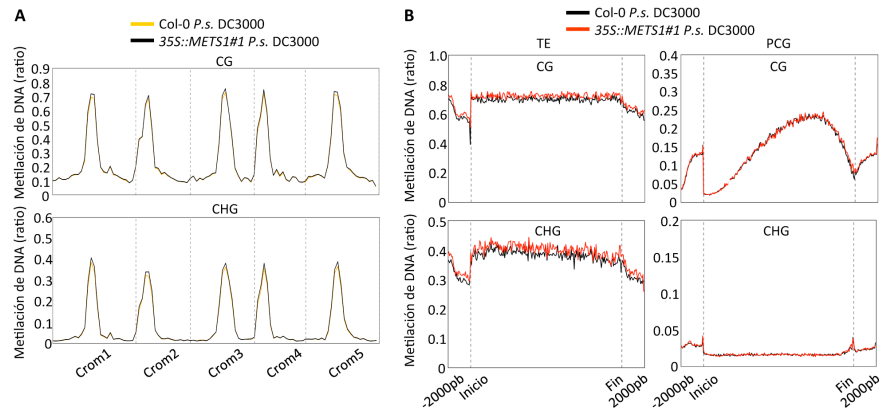 A
Col-0 P.s. DC3000
35S::METS1#1 P.s. DC3000
CG
Metilación de DNA (ratio)
0.9
0.8
0.7
0.6
0.5
0.4
0.3
0.2
0.1
0
CHG
Metilación de DNA (ratio)
0.6
0.5
0.4
0.3
0.2
0.1
0
Crom1
Crom2
Crom3
Crom4
Crom5
B
Col-0 P.s. DC3000
35S::METS1#1 P.s. DC3000
TE
PCG
CG
Metilación de DNA (ratio)
1.0
0.8
0.6
0.4
0.2
0
CG
0.4
0.35
0.25
0.2
0.15
0.1
0.05
0
CHG
Metilación de DNA (ratio)
0.5
0.4
0.3
0.2
0.1
0
-2000pb
Inicio
Fin
2000pb
CHG
0.2
0.15
0.1
0.05
0
-2000pb
Inicio
Fin
2000pb